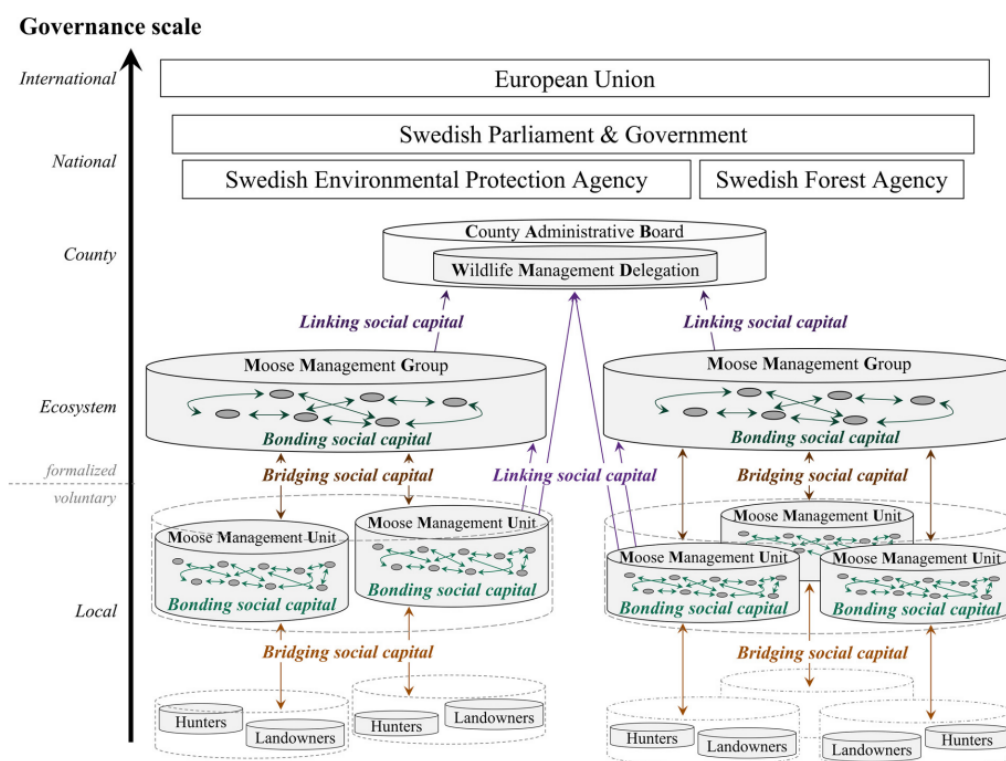 Governance scale
International
European Union
Swedish Parliament & Government
National
Swedish Environmental Protection Agency
Swedish Forest Agency
County Administrative Board
County
Wildlife Management Delegation
Linking social capital
Linking social capital
Moose Management Group
Moose Management Group
Ecosystem
Bonding social capital
Bonding social capital
formalized
Bridging social capital
Linking social capital
Bridging social capital
voluntary
Moose Management Unit
Moose Management Unit
Moose Management Unit
Moose Management Unit
Moose Management Unit
Bonding social capital
Bonding social capital
Bonding social capital
Bonding social capital
Local
Bridging social capital
Bridging social capital
Hunters
Landowners
Hunters
Landowners
Hunters
Landowners
Landowners
Hunters